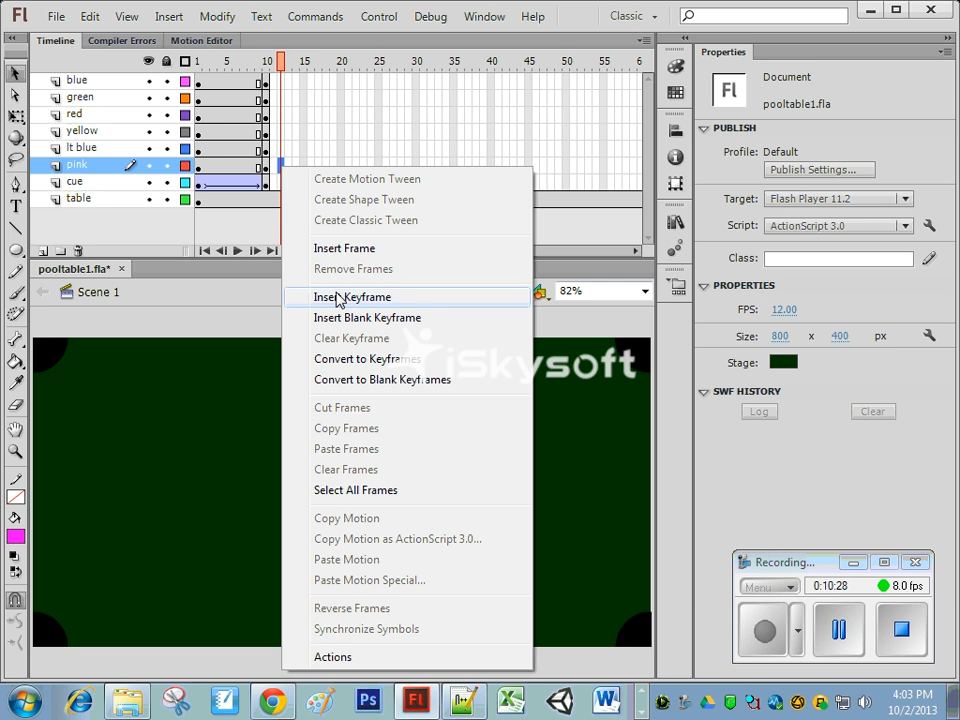 Fl File Edit View Insert Modify Text Commands Control Debug Window Help Classic
Timeline Compiler Errors Motion Editor
1 5 10 15 20 25 30 35 40 45 50 55 6
blue
green
red
yellow
lt blue
pink
cue
table
pooltable1.fla*
Scene 1
82%
Create Motion Tween
Create Shape Tween
Create Classic Tween
Insert Frame
Remove Frames
Insert Keyframe
Insert Blank Keyframe
Clear Keyframe
Convert to Keyframes
Convert to Blank Keyframes
Cut Frames
Copy Frames
Paste Frames
Clear Frames
Select All Frames
Copy Motion
Copy Motion as ActionScript 3.0...
Paste Motion
Paste Motion Special...
Reverse Frames
Synchronize Symbols
Actions
iSkysoft
Properties
Fl
Document
pooltable1.fla
PUBLISH
Profile: Default
Publish Settings...
Target: Flash Player 11.2
Script: ActionScript 3.0
Class:
PROPERTIES
FPS: 12.00
Size: 800 x 400 px
Stage:
SWF HISTORY
Log Clear
Recording...
Menu 0:10:28 8.0 fps
Ps Fl W
4:03 PM
10/2/2013